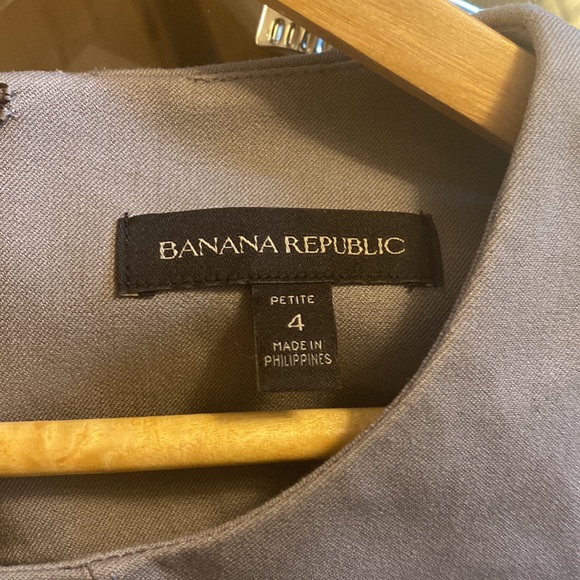 BANANA REPUBLIC
PETITE
4
MADE IN
PHILIPPINES